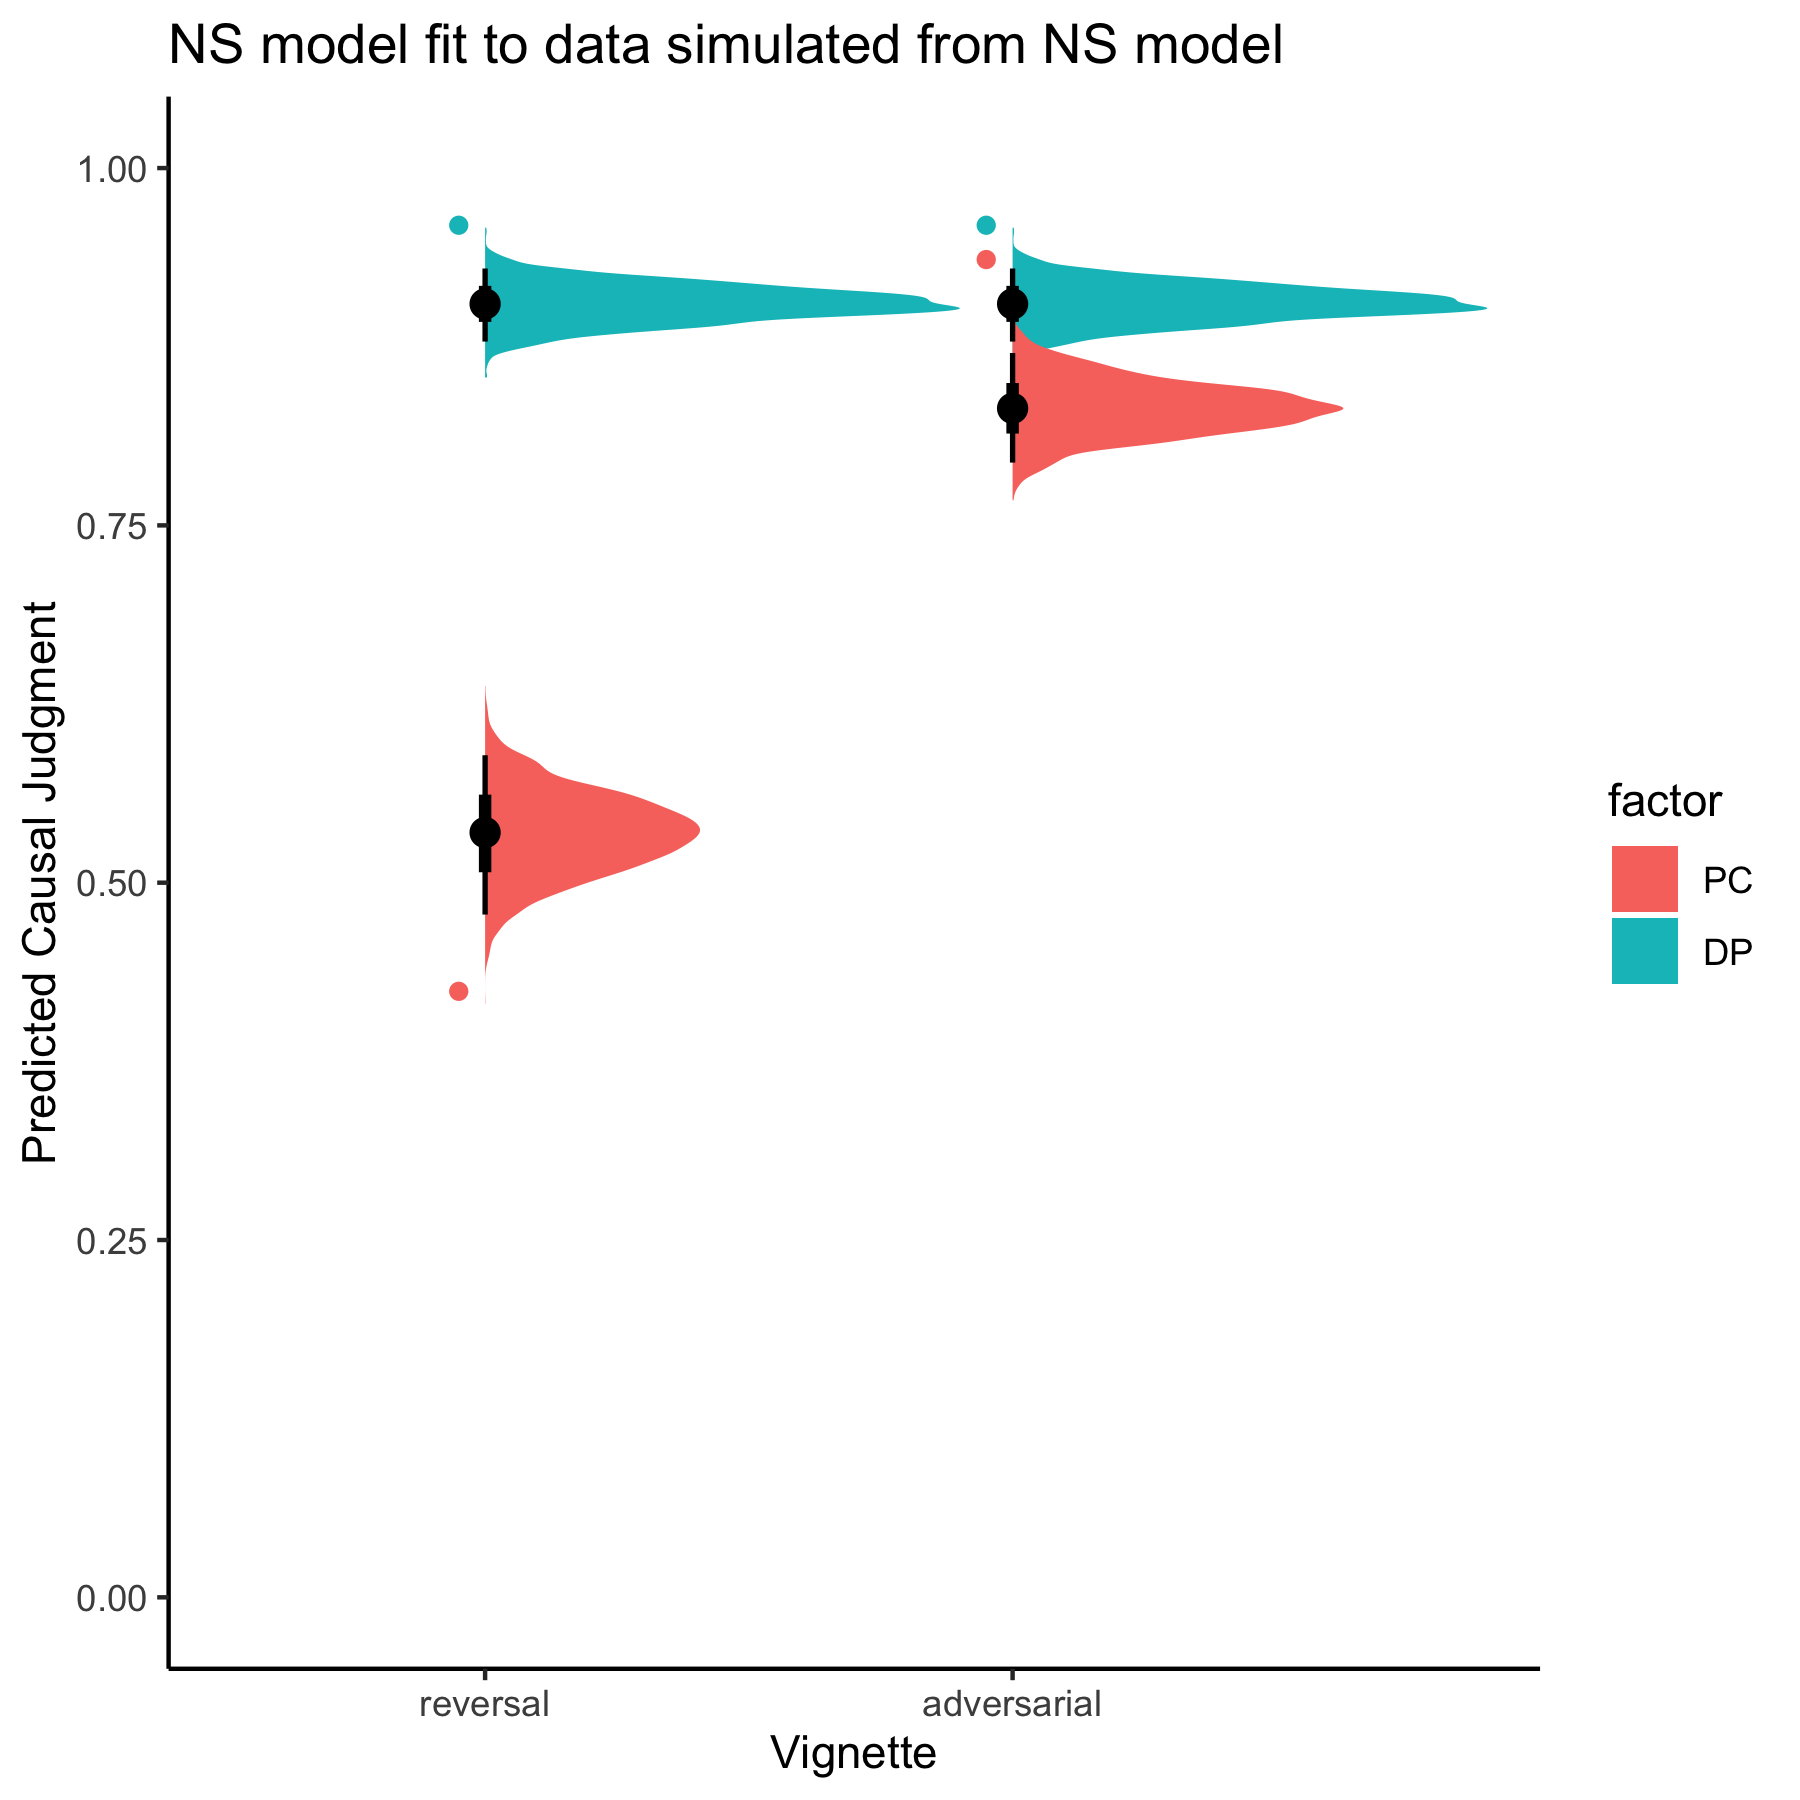 NS model fit to data simulated from NS model
1.00
0.75
0.50
0.25
0.00
Predicted Causal Judgment
reversal
adversarial
Vignette
factor
PC
DP